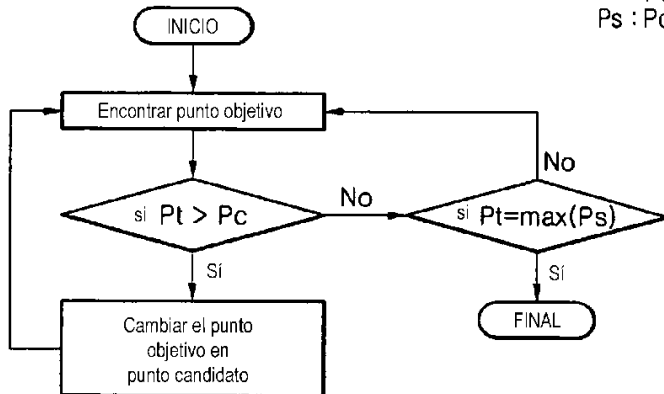 Ps : Po
INICIO
Encontrar punto objetivo
si Pt > Pc
No
No
si Pt=max(Ps)
Sí
Sí
Cambiar el punto
objetivo en
punto candidato
FINAL